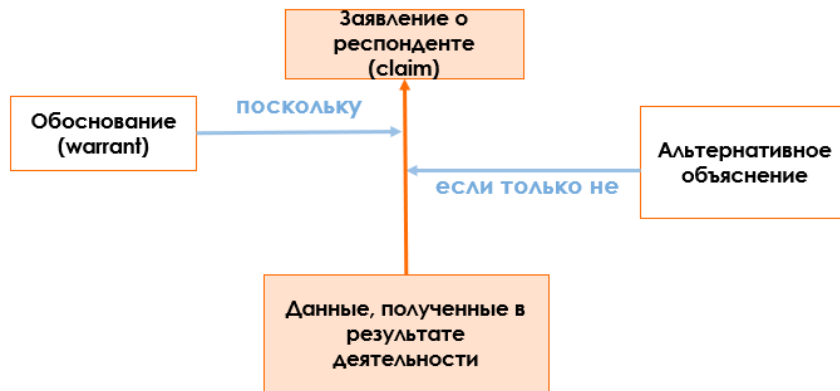 Заявление о
респонденте
(claim)
поскольку
Обоснование
(warrant)
Альтернативное
объяснение
если только не
Данные, полученные в
результате
деятельности